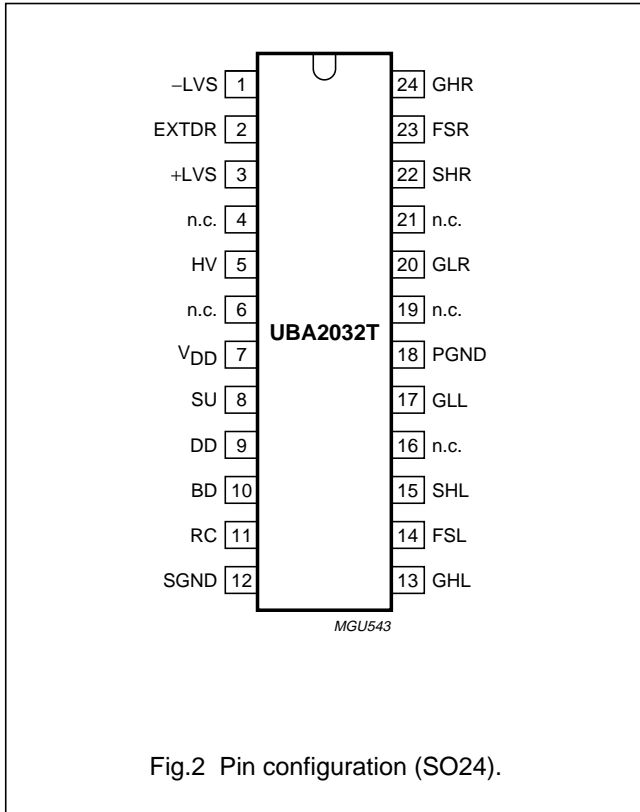 −LVS 1 24 GHR
EXTDR 2 23 FSR
+LVS 3 22 SHR
n.c. 4 21 n.c.
HV 5 20 GLR
n.c. 6 19 n.c.
UBA2032T
VDD 7 18 PGND
SU 8 17 GLL
DD 9 16 n.c.
BD 10 15 SHL
RC 11 14 FSL
SGND 12 13 GHL
MGU543
Fig.2 Pin configuration (SO24).